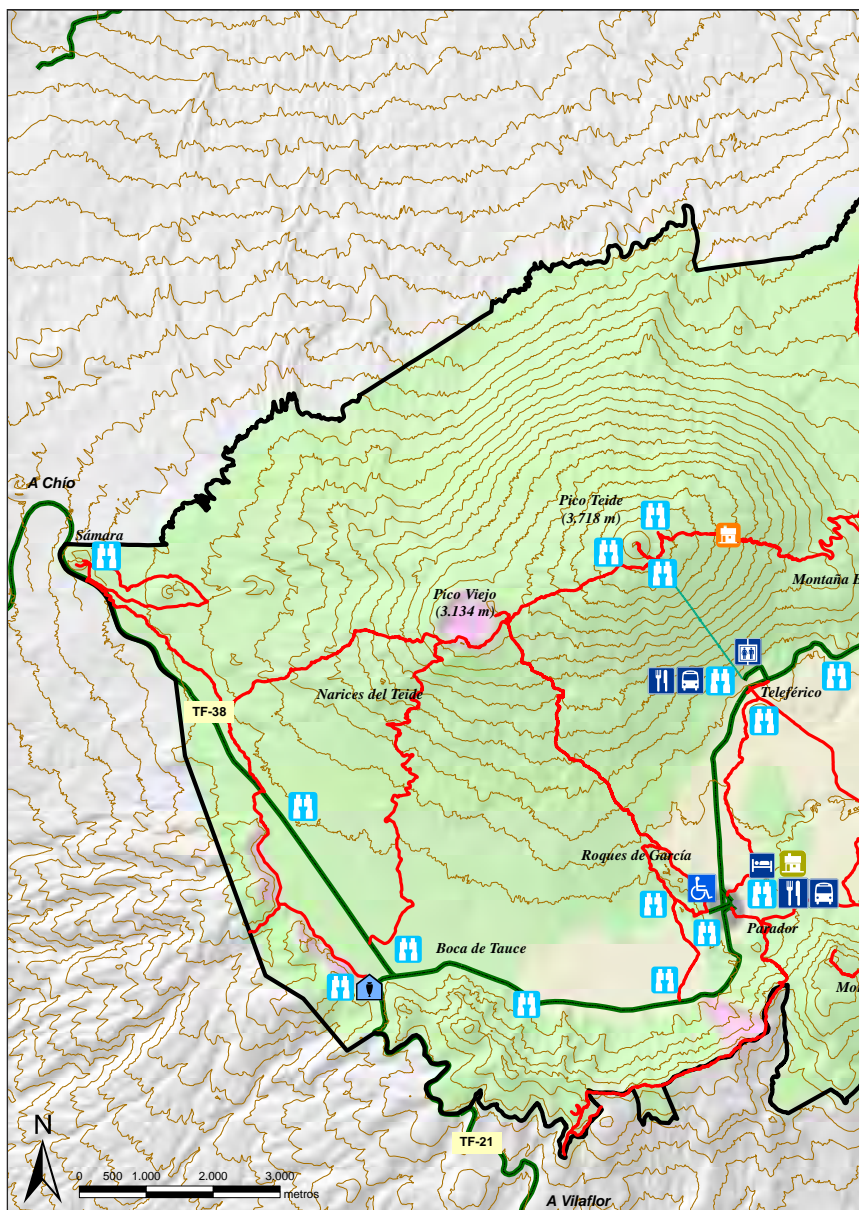 A Chío
Sámara
Pico Teide
(3.718 m)
Montaña B
Pico Viejo
(3.134 m)
Narices del Teide
Teleférico
TF-38
Roques de García
Parador
Boca de Tauce
Mo
N
0 500 1.000 2.000 3.000
metros
TF-21
A Vilaflor